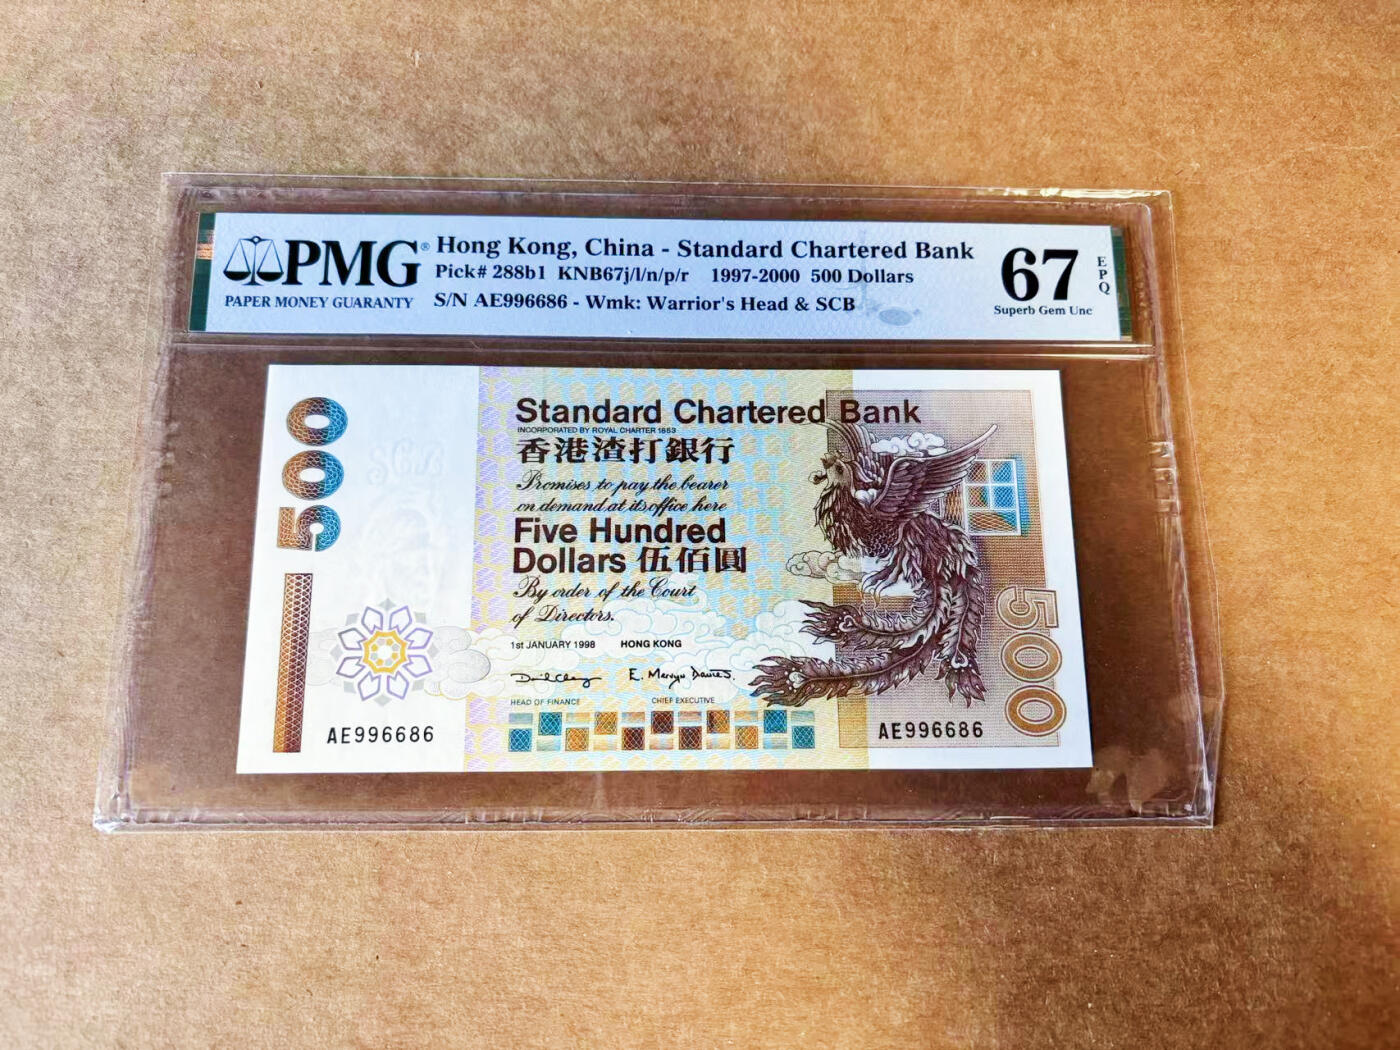 PMG®
PAPER MONEY GUARANTY
Hong Kong, China - Standard Chartered Bank
Pick# 288b1 KNB67j/l/n/p/r 1997-2000 500 Dollars
S/N AE996686 - Wmk: Warrior's Head & SCB
67
EPQ
Superb Gem Unc
500
Standard Chartered Bank
INCORPORATED BY ROYAL CHARTER 1853
香港渣打銀行
Promises to pay the bearer
on demand at its office here
Five Hundred
Dollars 伍佰圓
By order of the Court
of Directors.
1st JANUARY 1998 HONG KONG
E. Mervyn Davies.
HEAD OF FINANCE CHIEF EXECUTIVE
AE996686
AE996686
500